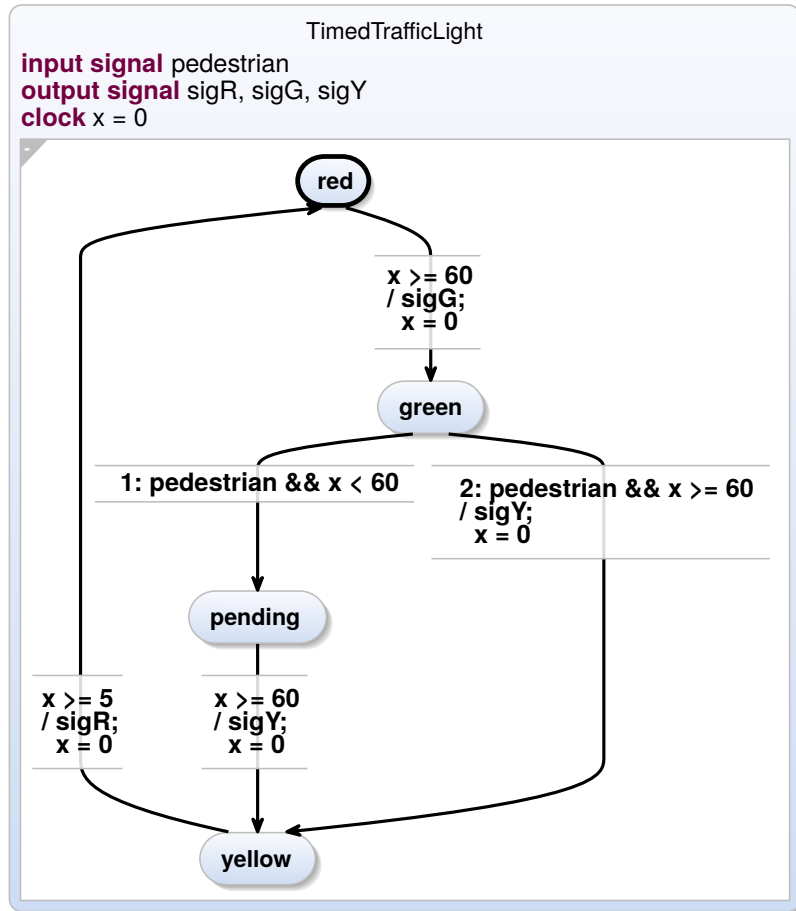 TimedTrafficLight
input signal pedestrian
output signal sigR, sigG, sigY
clock x = 0
-
red
x >= 60
/ sigG;
x = 0
green
1: pedestrian && x < 60
2: pedestrian && x >= 60
/ sigY;
x = 0
pending
x >= 5
/ sigR;
x = 0
x >= 60
/ sigY;
x = 0
yellow